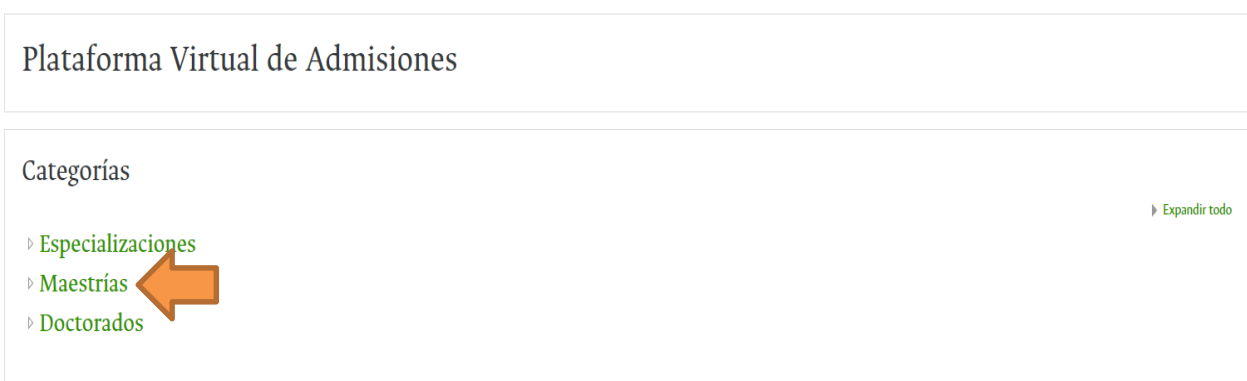 Plataforma Virtual de Admisiones
Categorías
Expandir todo
Especializaciones
Maestrías
Doctorados